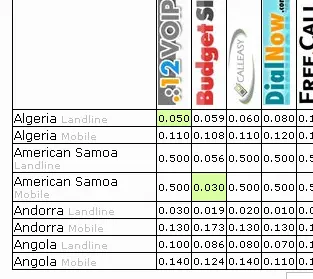 12VOIP
Budget Si
CALLEASY
DialNow.co
FREE CALL
Algeria Landline 0.050 0.059 0.060 0.080 0.1
Algeria Mobile 0.110 0.108 0.110 0.120 0.1
American Samoa
Landline 0.500 0.056 0.500 0.500 0.5
American Samoa
Mobile 0.500 0.030 0.500 0.500 0.5
Andorra Landline 0.030 0.019 0.020 0.010 0.0
Andorra Mobile 0.130 0.173 0.130 0.130 0.1
Angola Landline 0.100 0.086 0.080 0.070 0.1
Angola Mobile 0.140 0.124 0.140 0.110 0.1